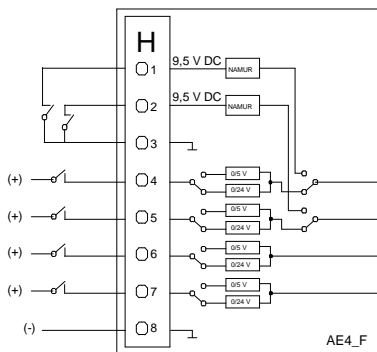 H
1 9,5 V DC NAMUR
2 9,5 V DC NAMUR
3
0/5 V
(+) 4
0/24 V
0/5 V
(+) 5
0/24 V
0/5 V
(+) 6
0/24 V
0/5 V
(+) 7
0/24 V
(-) 8
AE4_F